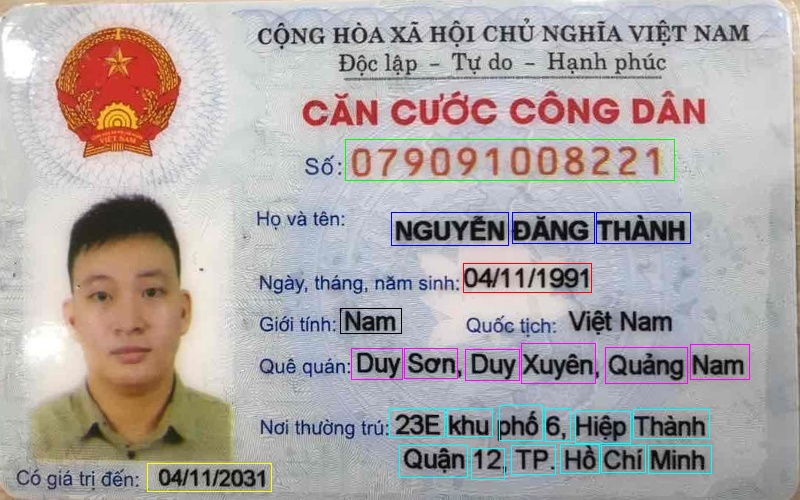 CỘNG HÒA XÃ HỘI CHỦ NGHĨA VIỆT NAM
Độc lập - Tự do - Hạnh phúc
CĂN CƯỚC CÔNG DÂN
Số: 079091008221
Họ và tên: NGUYỄN ĐĂNG THÀNH
Ngày, tháng, năm sinh: 04/11/1991
Giới tính: Nam Quốc tịch: Việt Nam
Quê quán: Duy Sơn, Duy Xuyên, Quảng Nam
Nơi thường trú: 23E khu phố 6, Hiệp Thành
Quận 12, TP. Hồ Chí Minh
Có giá trị đến: 04/11/2031